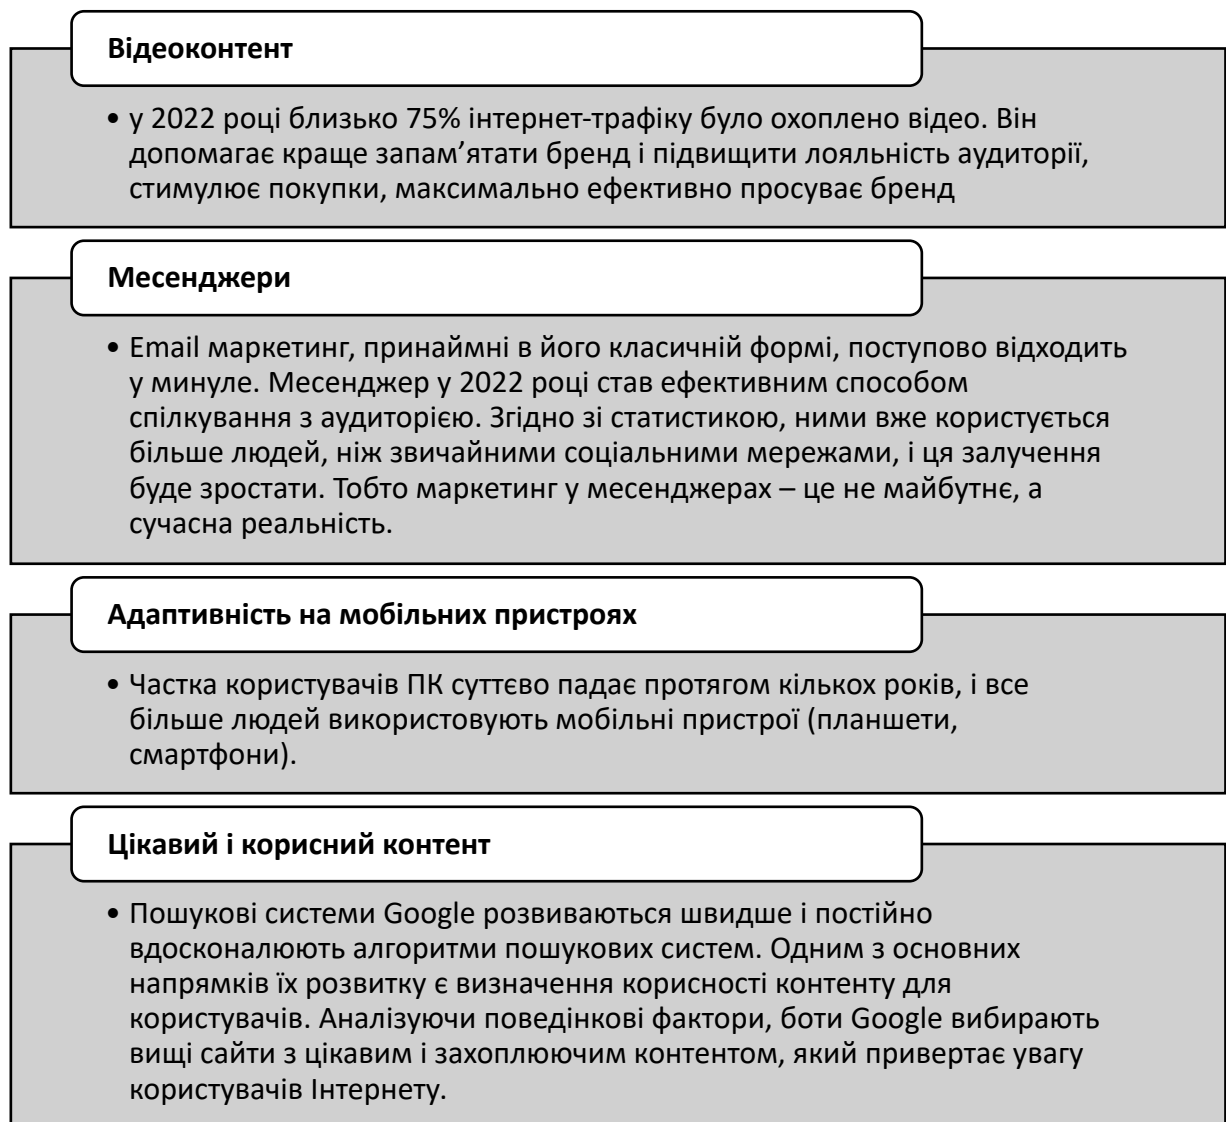 Відеоконтент
• у 2022 році близько 75% інтернет-трафіку було охоплено відео. Він
допомагає краще запам’ятати бренд і підвищити лояльність аудиторії,
стимулює покупки, максимально ефективно просуває бренд
Месенджери
• Email маркетинг, принаймні в його класичній формі, поступово відходить
у минуле. Месенджер у 2022 році став ефективним способом
спілкування з аудиторією. Згідно зі статистикою, ними вже користується
більше людей, ніж звичайними соціальними мережами, і ця залучення
буде зростати. Тобто маркетинг у месенджерах – це не майбутнє, а
сучасна реальність.
Адаптивність на мобільних пристроях
• Частка користувачів ПК суттєво падає протягом кількох років, і все
більше людей використовують мобільні пристрої (планшети,
смартфони).
Цікавий і корисний контент
• Пошукові системи Google розвиваються швидше і постійно
вдосконалюють алгоритми пошукових систем. Одним з основних
напрямків їх розвитку є визначення корисності контенту для
користувачів. Аналізуючи поведінкові фактори, боти Google вибирають
вищі сайти з цікавим і захоплюючим контентом, який привертає увагу
користувачів Інтернету.